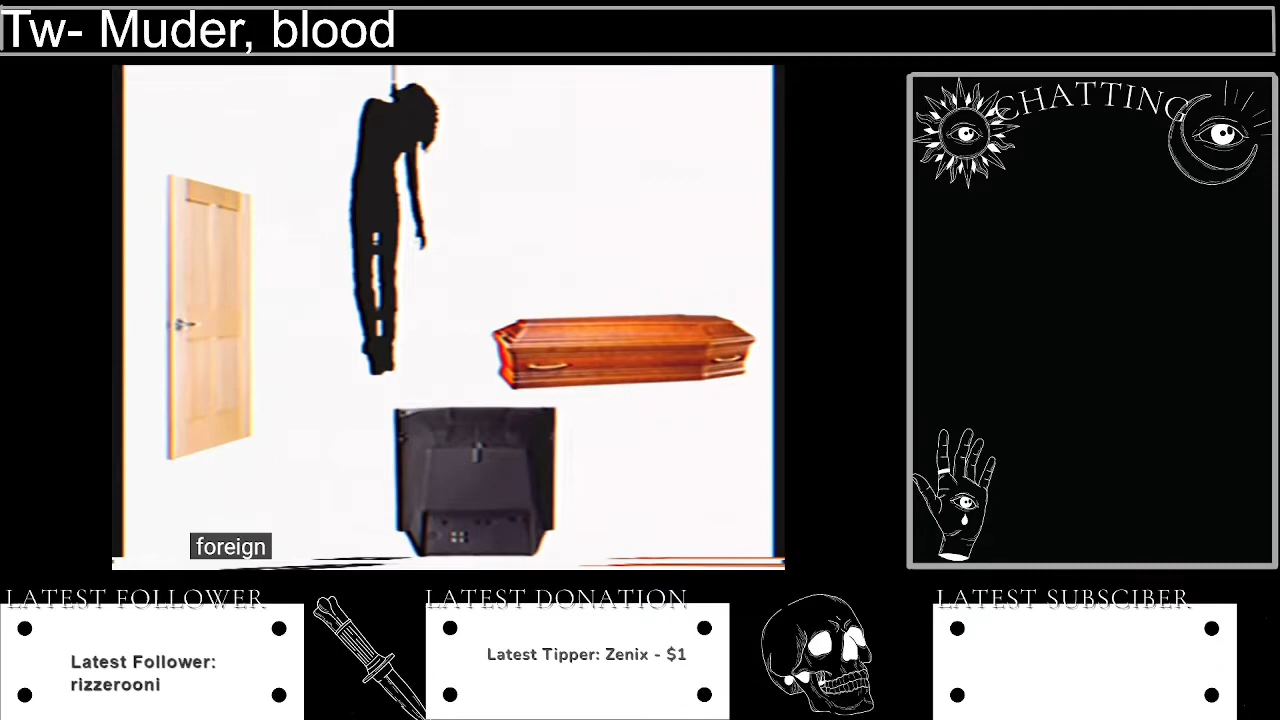 Tw- Muder, blood
CHATTING
foreign
LATEST FOLLOWER
Latest Follower:
rizzerooni
LATEST DONATION
Latest Tipper: Zenix - $1
LATEST SUBSCIBER